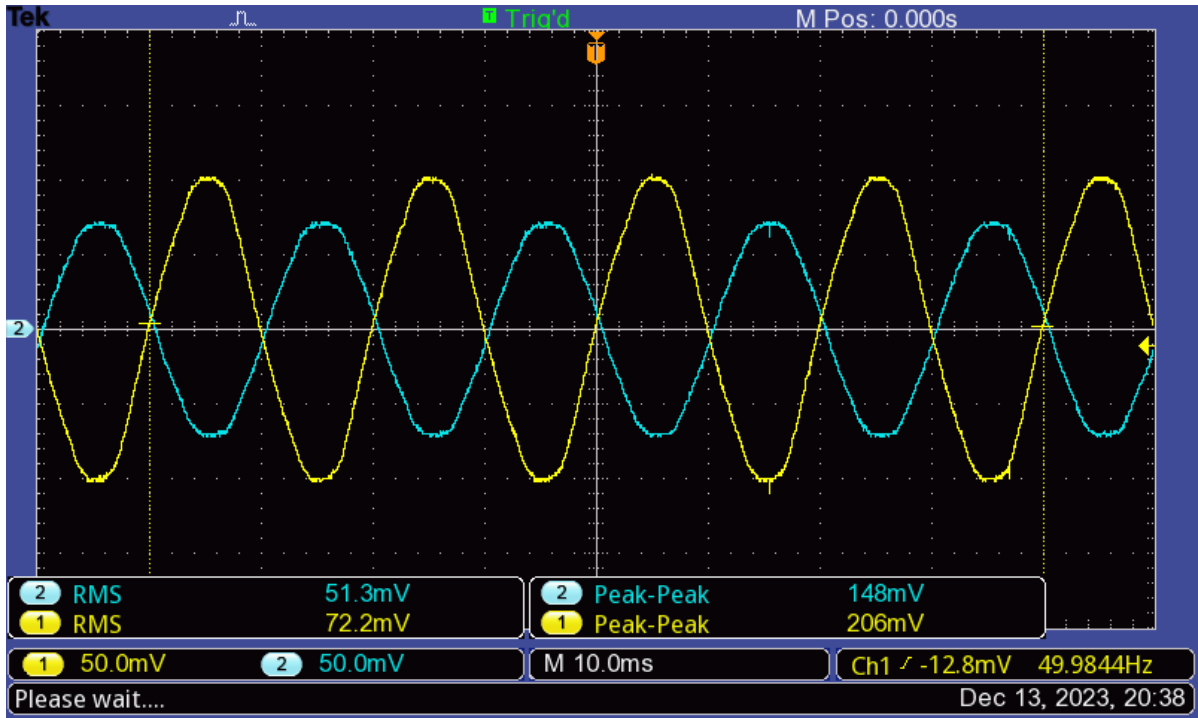 Tek T Trig'd M Pos: 0.000s
T
2
2 RMS 51.3mV 2 Peak-Peak 148mV
1 RMS 72.2mV 1 Peak-Peak 206mV
1 50.0mV 2 50.0mV M 10.0ms Ch1 / -12.8mV 49.9844Hz
Please wait.... Dec 13, 2023, 20:38